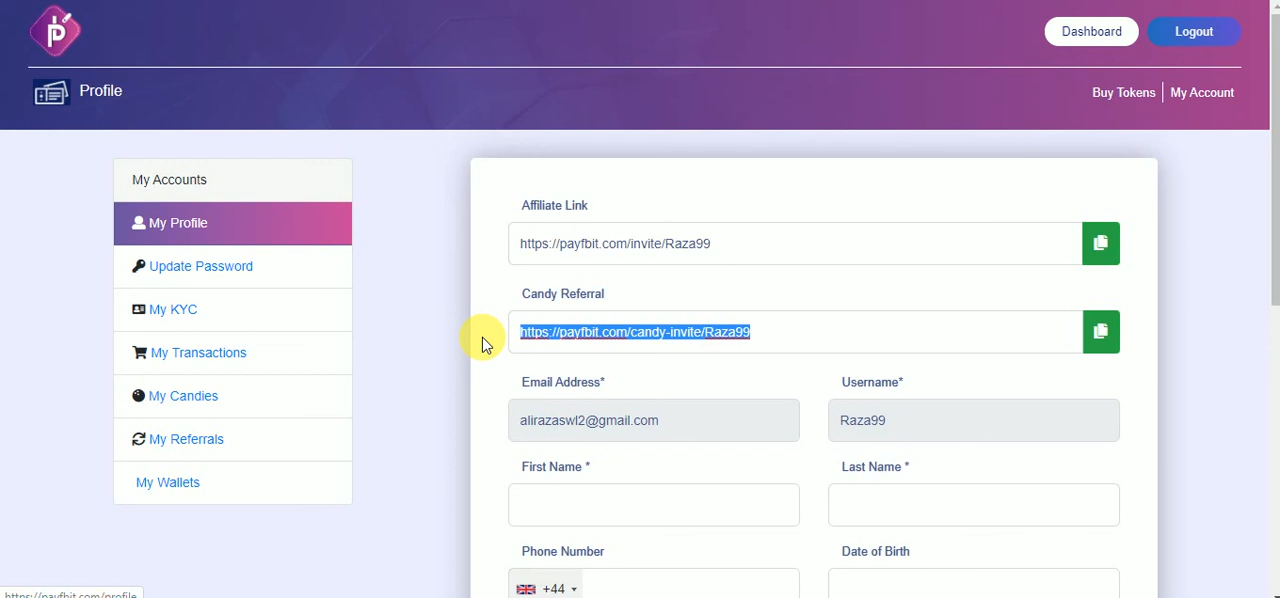 Dashboard
Logout
Profile
Buy Tokens
My Account
My Accounts
My Profile
Update Password
My KYC
My Transactions
My Candies
My Referrals
My Wallets
Affiliate Link
https://payfbit.com/invite/Raza99
Candy Referral
https://payfbit.com/candy-invite/Raza99
Email Address*
Username*
alirazaswl2@gmail.com
Raza99
First Name *
Last Name *
Phone Number
Date of Birth
+44
https://payfbit.com/profile